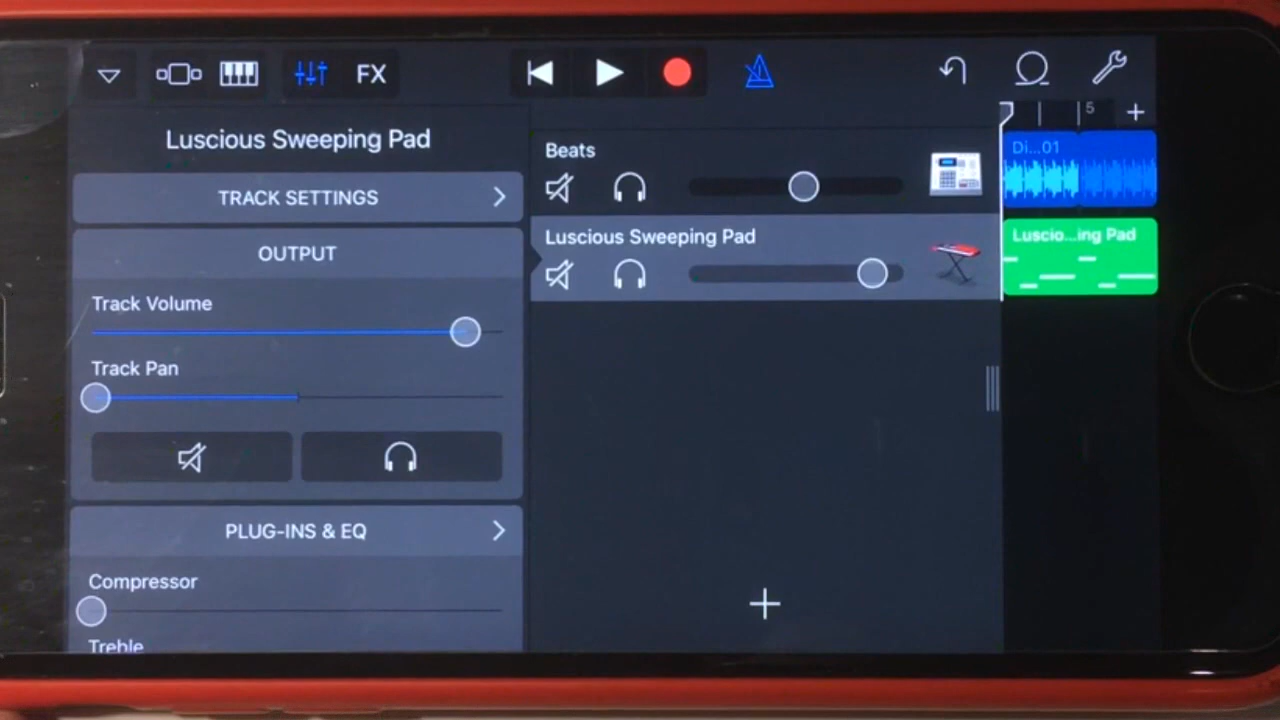 FX
5
Luscious Sweeping Pad
TRACK SETTINGS
OUTPUT
Track Volume
Track Pan
PLUG-INS & EQ
Compressor
Treble
Beats
Luscious Sweeping Pad
Di...01
Luscio...ing Pad